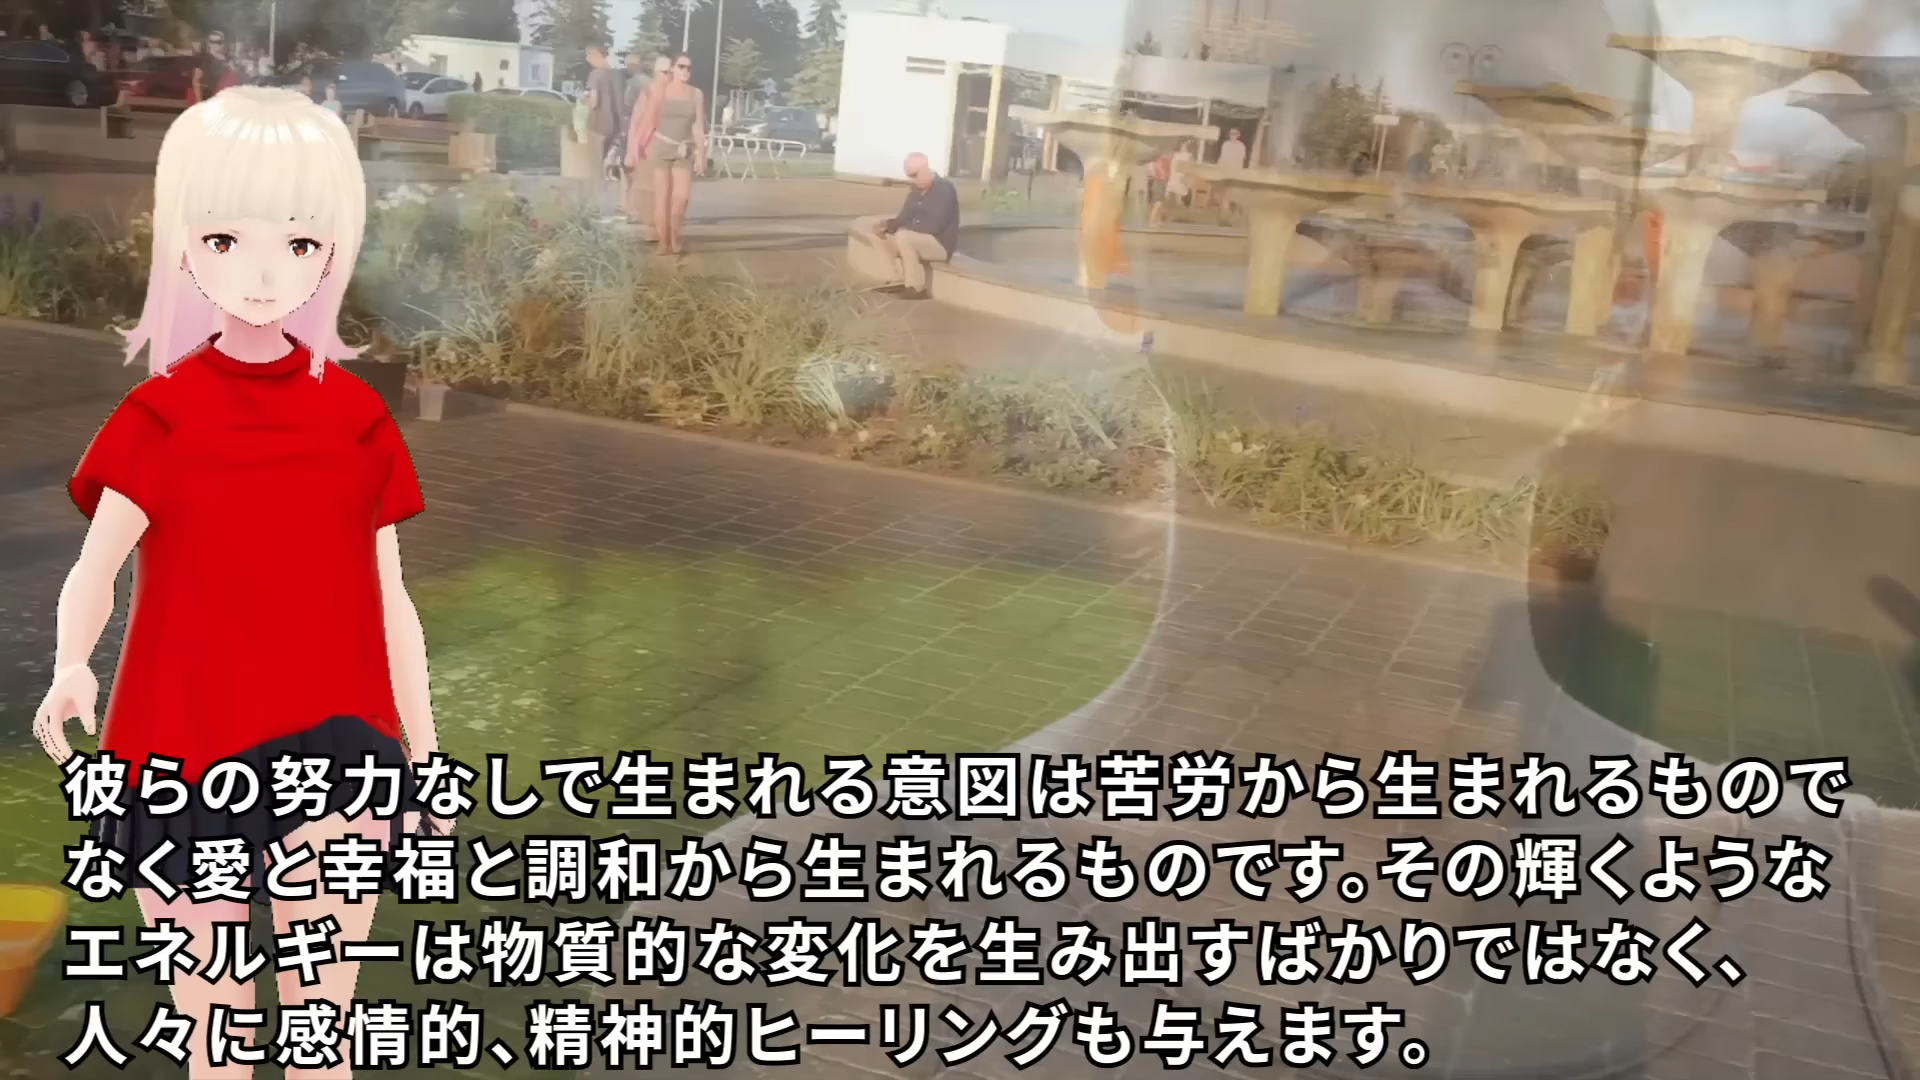 彼らの努力なしで生まれる意図は苦労から生まれるもので
なく愛と幸福と調和から生まれるものです。その輝くような
エネルギーは物質的な変化を生み出すばかりではなく、
人々に感情的、精神的ヒーリングも与えます。